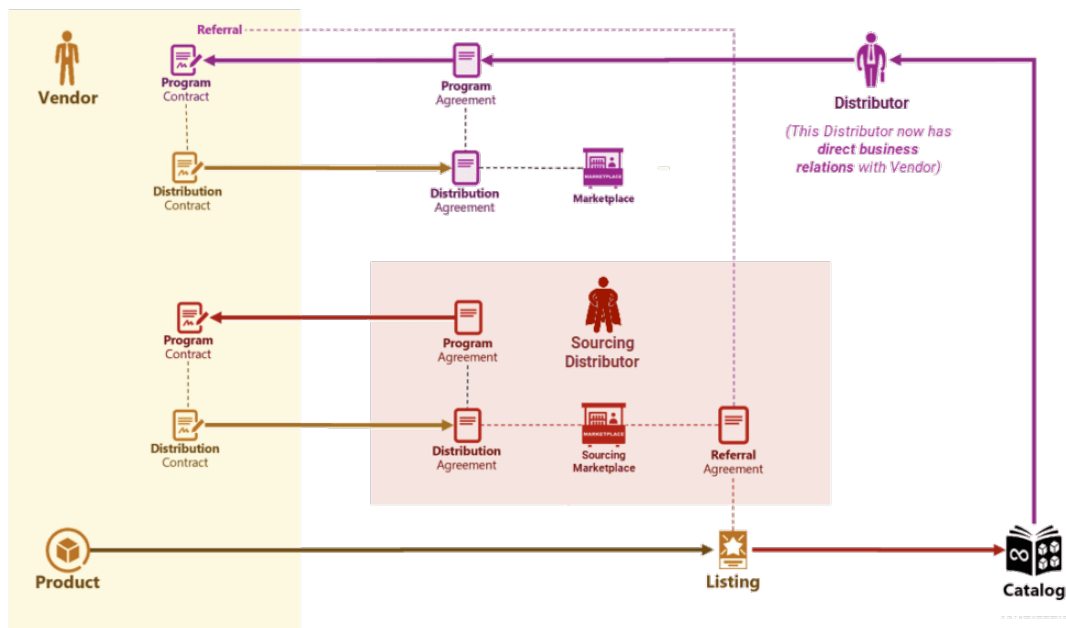 Referral
Vendor
Program
Contract
Program
Agreement
Distributor
(This Distributor now has
direct business
relations with Vendor)
Distribution
Contract
Distribution
Agreement
MARKETPLACE
Marketplace
Program
Contract
Program
Agreement
Sourcing
Distributor
Distribution
Contract
Distribution
Agreement
MARKETPLACE
Sourcing
Marketplace
Referral
Agreement
Product
Listing
Catalog